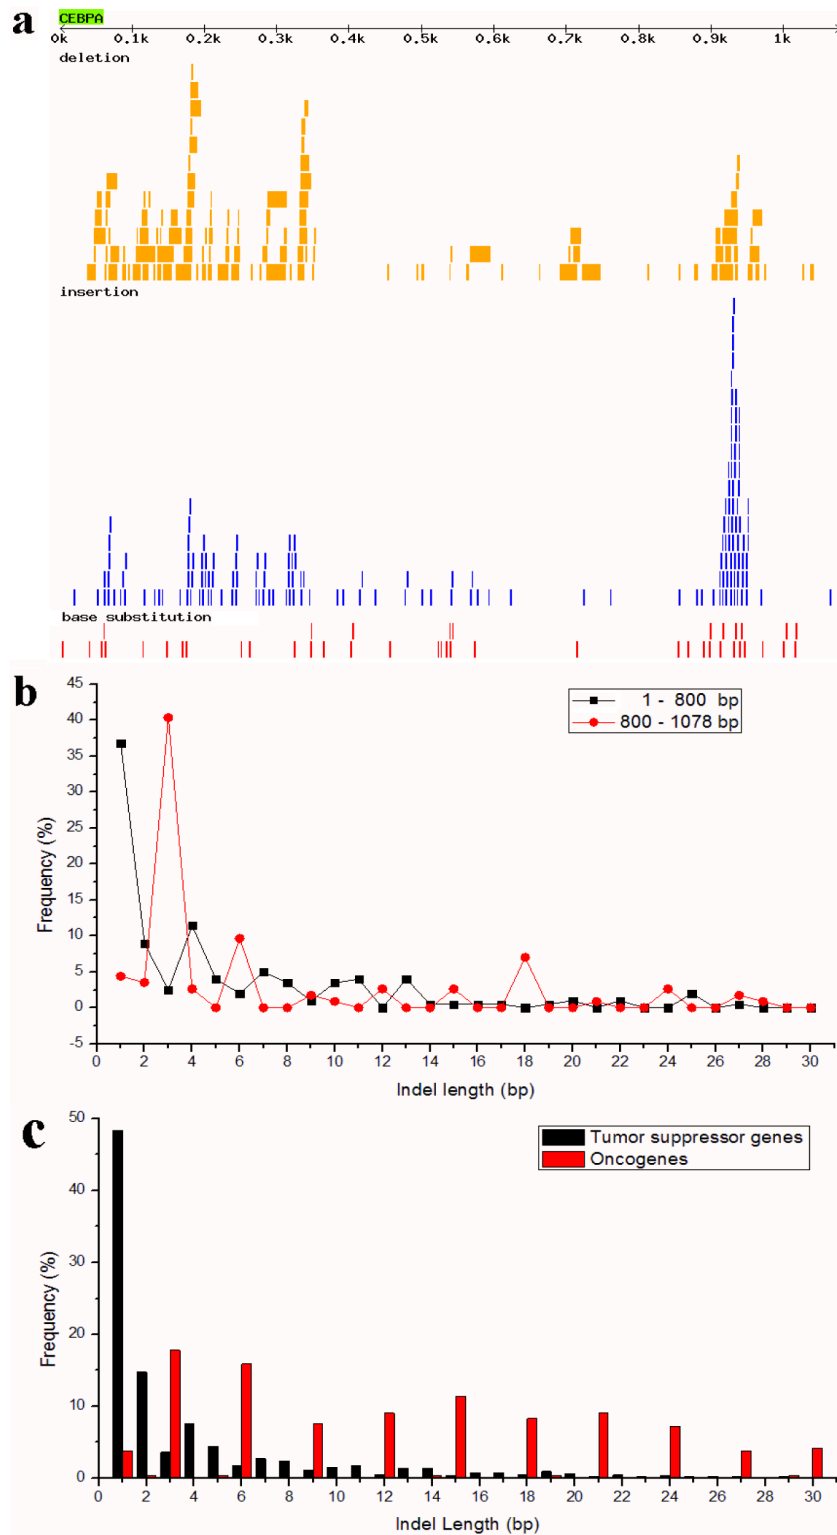 a
CEBPA
0k 0.1k 0.2k 0.3k 0.4k 0.5k 0.6k 0.7k 0.8k 0.9k 1k
deletion
insertion
base substitution
b
45
40
35
30
25
20
15
10
5
0
-5
Frequency (%)
1 - 800 bp
800 - 1078 bp
0 2 4 6 8 10 12 14 16 18 20 22 24 26 28 30
Indel length (bp)
c
50
40
30
20
10
0
Frequency (%)
Tumor suppressor genes
Oncogenes
0 2 4 6 8 10 12 14 16 18 20 22 24 26 28 30
Indel Length (bp)